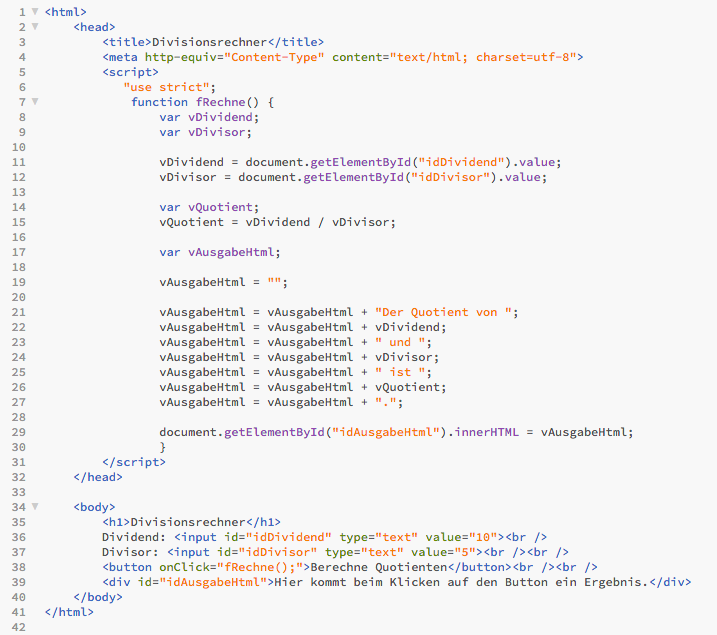 1 <html>
2 <head>
3 <title>Divisionsrechner</title>
4 <meta http-equiv="Content-Type" content="text/html; charset=utf-8">
5 <script>
6 "use strict";
7 function fRechne() {
8 var vDividend;
9 var vDivisor;
10
11 vDividend = document.getElementById("idDividend").value;
12 vDivisor = document.getElementById("idDivisor").value;
13
14 var vQuotient;
15 vQuotient = vDividend / vDivisor;
16
17 var vAusgabeHtml;
18
19 vAusgabeHtml = "";
20
21 vAusgabeHtml = vAusgabeHtml + "Der Quotient von ";
22 vAusgabeHtml = vAusgabeHtml + vDividend;
23 vAusgabeHtml = vAusgabeHtml + " und ";
24 vAusgabeHtml = vAusgabeHtml + vDivisor;
25 vAusgabeHtml = vAusgabeHtml + " ist ";
26 vAusgabeHtml = vAusgabeHtml + vQuotient;
27 vAusgabeHtml = vAusgabeHtml + ".";
28
29 document.getElementById("idAusgabeHtml").innerHTML = vAusgabeHtml;
30 }
31 </script>
32 </head>
33
34 <body>
35 <h1>Divisionsrechner</h1>
36 Dividend: <input id="idDividend" type="text" value="10"><br />
37 Divisor: <input id="idDivisor" type="text" value="5"><br /><br />
38 <button onClick="fRechne();">Berechne Quotienten</button><br /><br />
39 <div id="idAusgabeHtml">Hier kommt beim Klicken auf den Button ein Ergebnis.</div>
40 </body>
41 </html>
42